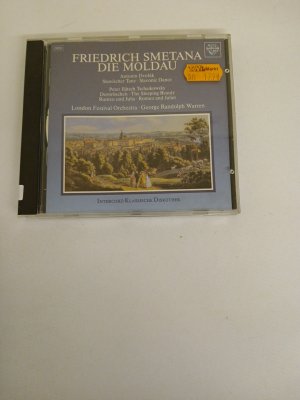 FRIEDRICH SMETANA
DIE MOLDAU
Antonín Dvořák
Slawischer Tanz · Slavonic Dance
Peter Iljitsch Tschaikowsky
Dornröschen · The Sleeping Beauty
Romeo und Julia · Romeo and Juliet
London Festival Orchestra · George Randolph Warren
INTERCORD KLASSISCHE DISKOTHEK